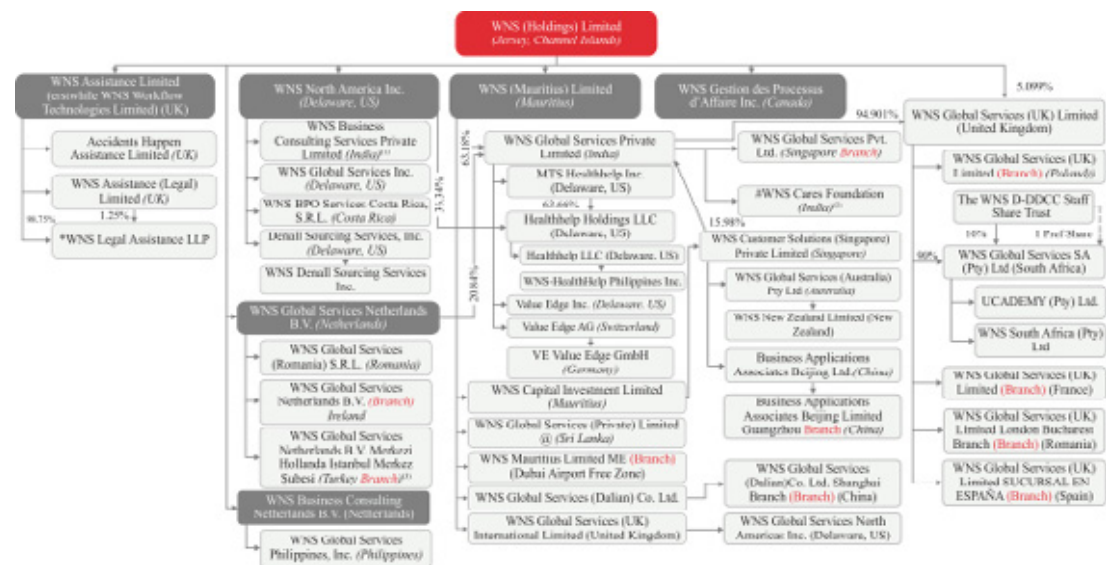 WNS (Holdings) Limited
(Jersey, Channel Islands)
WNS Assistance Limited
(erstwhile WNS Workflow
Technologies Limited) (UK)
Accidents Happen
Assistance Limited (UK)
WNS Assistance (Legal)
Limited (UK)
98.75%
1.25%
*WNS Legal Assistance LLP
WNS North America Inc.
(Delaware, US)
WNS Business
Consulting Services Private
Limited (India)
WNS Global Services Inc.
(Delaware, US)
WNS BPO Services Costa Rica,
S.R.L. (Costa Rica)
Denali Sourcing Services, Inc.
(Delaware, US)
WNS Denali Sourcing Services
Inc.
WNS Global Services Netherlands
B.V. (Netherlands)
WNS Global Services
(Romania) S.R.L. (Romania)
WNS Global Services
Netherlands B.V. (Branch)
Ireland
WNS Global Services
Netherlands B.V. Merkezi
Hollanda Istanbul Merkez
Subesi (Turkey Branch)
WNS Business Consulting
Netherlands B.V. (Netherlands)
WNS Global Services
Philippines, Inc. (Philippines)
WNS (Mauritius) Limited
(Mauritius)
63.18%
20.84%
WNS Global Services Private
Limited (India)
MTS Healthhelp Inc.
(Delaware, US)
Healthhelp Holdings LLC
(Delaware, US)
Healthhelp LLC (Delaware, US)
WNS-HealthHelp Philippines Inc.
Value Edge Inc. (Delaware, US)
Value Edge AG (Switzerland)
VE Value Edge GmbH
(Germany)
WNS Capital Investment Limited
(Mauritius)
WNS Global Services (Private) Limited
@ (Sri Lanka)
WNS Mauritius Limited ME (Branch)
(Dubai Airport Free Zone)
WNS Global Services (Dalian) Co. Ltd.
WNS Global Services (UK)
International Limited (United Kingdom)
WNS Gestion des Processus
d'Affaire Inc. (Canada)
94.901%
WNS Global Services Pvt.
Ltd. (Singapore Branch)
#WNS Cares Foundation
(India)
15.98%
WNS Customer Solutions (Singapore)
Private Limited (Singapore)
WNS Global Services (Australia)
Pty Ltd (Australia)
WNS New Zealand Limited (New
Zealand)
Business Applications
Associates Beijing Ltd.(China)
Business Applications
Associates Beijing Limited
Guangzhou Branch (China)
WNS Global Services
(Dalian)Co. Ltd. Shanghai
Branch (Branch) (China)
WNS Global Services North
Americas Inc. (Delaware, US)
5.099%
WNS Global Services (UK) Limited
(United Kingdom)
WNS Global Services (UK)
Limited (Branch) (Poland)
The WNS D-DDCC Staff
Share Trust
10%
1 Pref Share
90%
WNS Global Services SA
(Pty) Ltd (South Africa)
UCADEMY (Pty) Ltd.
WNS South Africa (Pty)
Ltd
WNS Global Services (UK)
Limited (Branch) (France)
WNS Global Services (UK)
Limited London Bucharest
Branch (Branch) (Romania)
WNS Global Services (UK)
Limited SUCURSAL EN
ESPAÑA (Branch) (Spain)